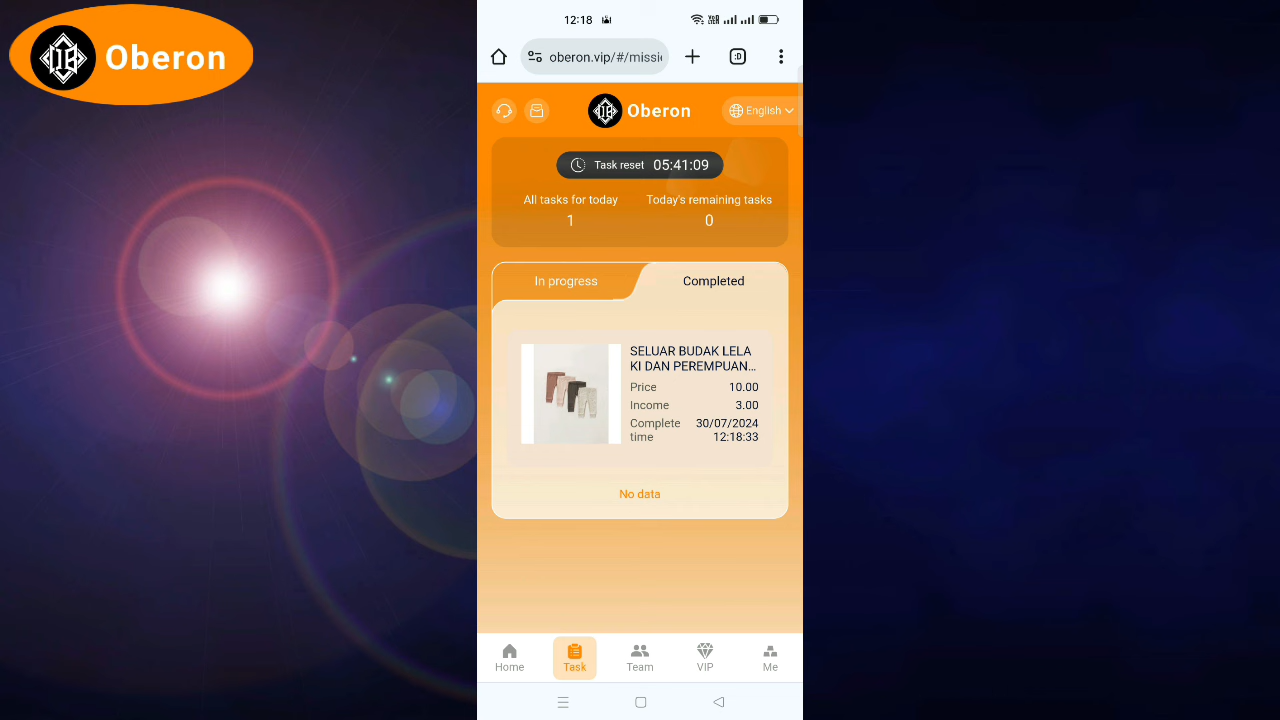 Oberon
12:18
oberon.vip/#/missi
Oberon
English
Task reset 05:41:09
All tasks for today
Today's remaining tasks
1
0
In progress
Completed
SELUAR BUDAK LELA
KI DAN PEREMPUAN...
Price 10.00
Income 3.00
Complete time
30/07/2024
12:18:33
No data
Home
Task
Team
VIP
Me